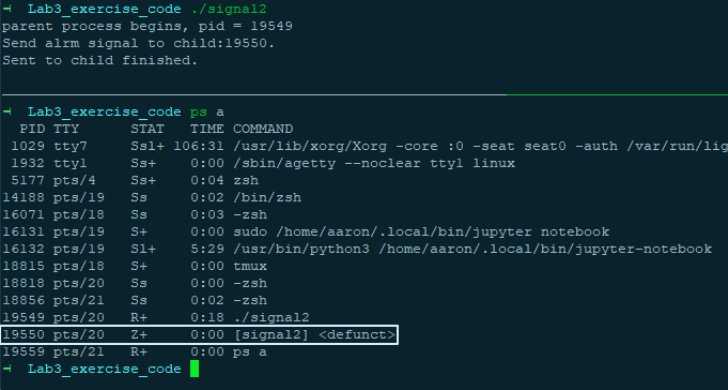 Lab3_exercise_code ./signal2
parent process begins, pid = 19549
Send alrm signal to child:19550.
Sent to child finished.
Lab3_exercise_code ps a
PID TTY STAT TIME COMMAND
1029 tty7 Ssl+ 106:31 /usr/lib/xorg/Xorg -core :0 -seat seat0 -auth /var/run/lig
1932 tty1 Ss+ 0:00 /sbin/agetty --noclear tty1 linux
5177 pts/4 Ss+ 0:04 zsh
14188 pts/19 Ss 0:02 /bin/zsh
16071 pts/18 Ss 0:03 -zsh
16131 pts/19 S+ 0:00 sudo /home/aaron/.local/bin/jupyter notebook
16132 pts/19 Sl+ 5:29 /usr/bin/python3 /home/aaron/.local/bin/jupyter-notebook
18815 pts/18 S+ 0:00 tmux
18818 pts/20 Ss 0:00 -zsh
18856 pts/21 Ss 0:02 -zsh
19549 pts/20 R+ 0:18 ./signal2
19550 pts/20 Z+ 0:00 [signal2] <defunct>
19559 pts/21 R+ 0:00 ps a
Lab3_exercise_code